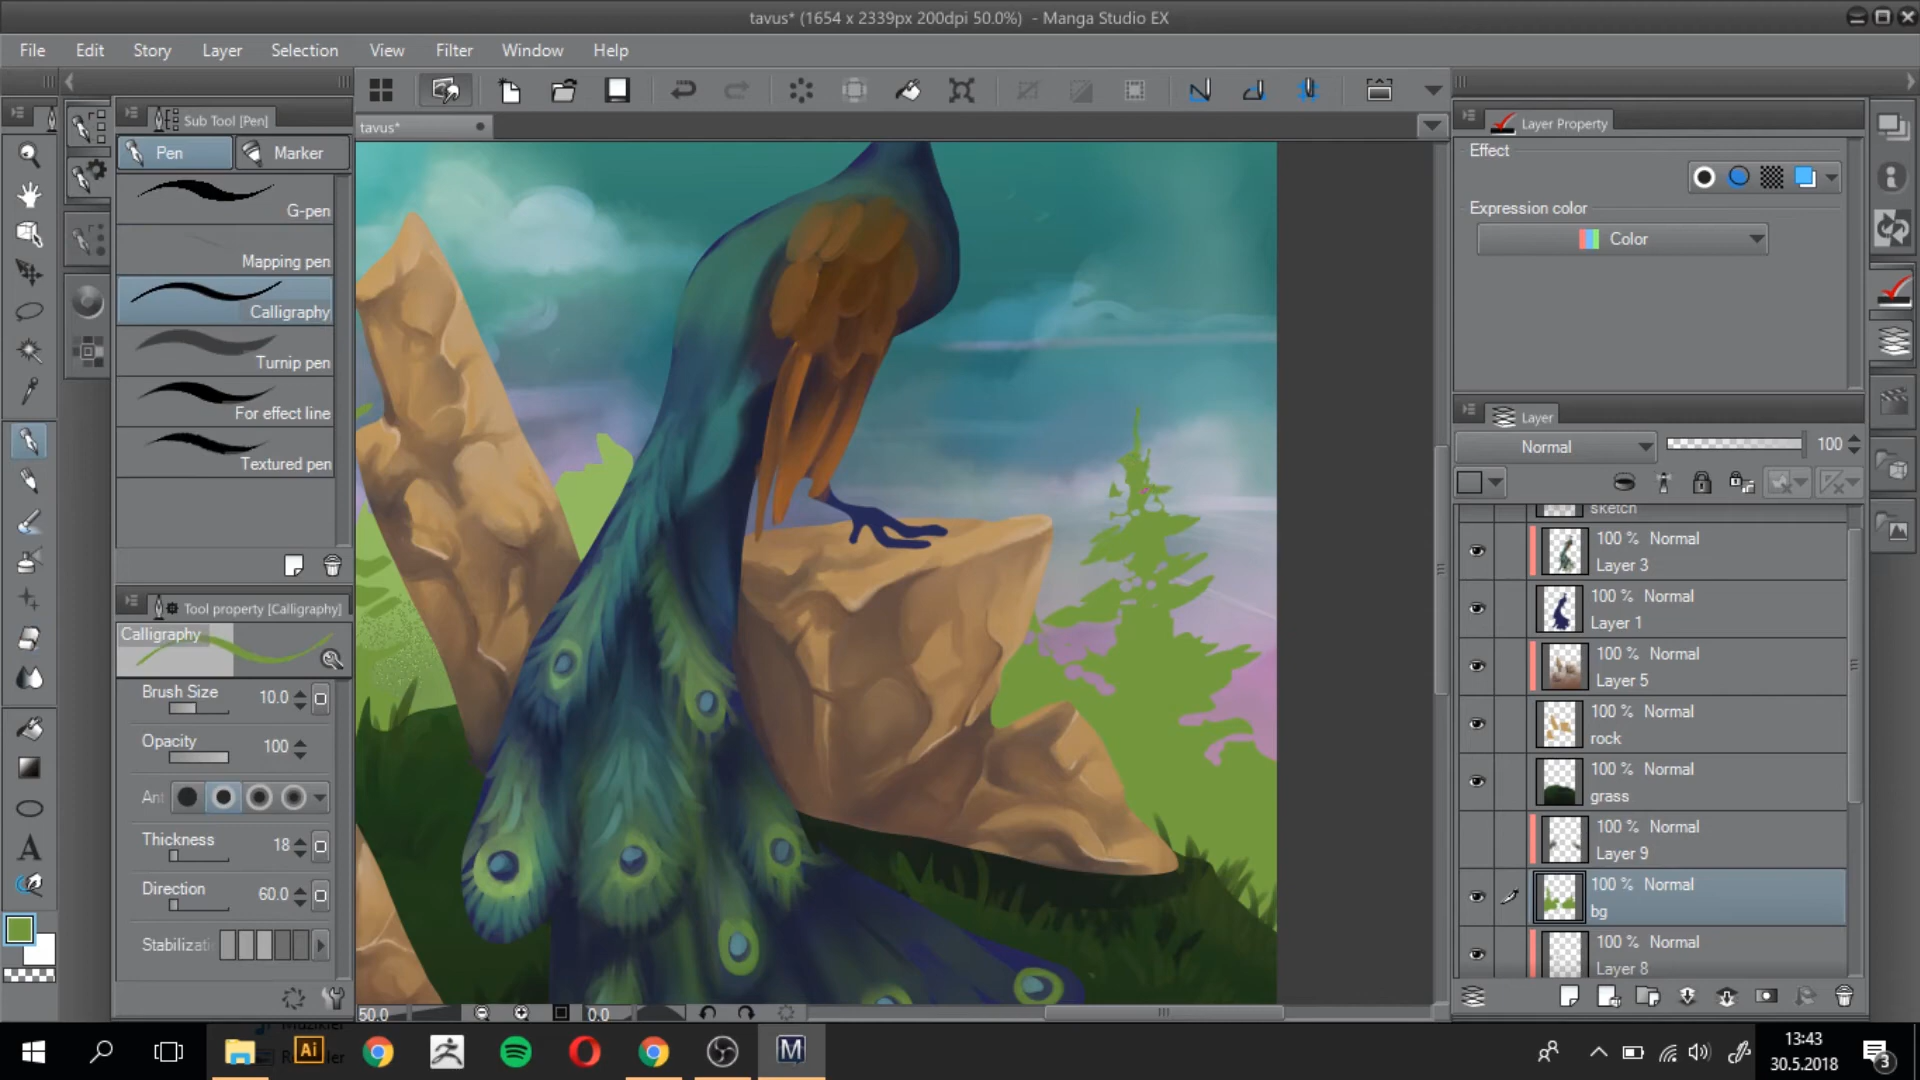 tavus* (1654 x 2339px 200dpi 50.0%) - Manga Studio EX
File Edit Story Layer Selection View Filter Window Help
Sub Tool [Pen]
tavus*
Layer Property
Pen Marker
Effect
G-pen
Expression color
Color
Mapping pen
Calligraphy
Turnip pen
For effect line
Textured pen
Layer
Normal 100
sketch
100 % Normal
Layer 3
100 % Normal
Layer 1
100 % Normal
Layer 5
100 % Normal
rock
100 % Normal
grass
100 % Normal
Layer 9
100 % Normal
bg
100 % Normal
Layer 8
Tool property [Calligraphy]
Calligraphy
Brush Size 10.0
Opacity 100
Ant
Thickness 18
Direction 60.0
Stabilizati
50.0 0.0
Ai
M
A
13:43
30.5.2018
3